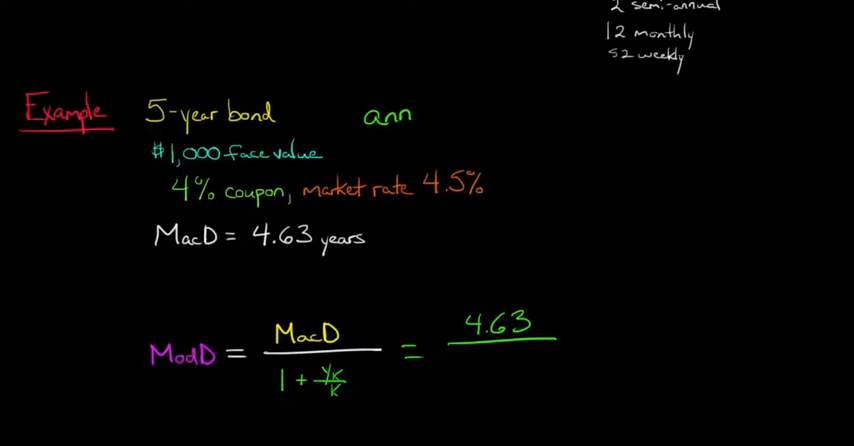 2 semi-annual
12 monthly
52 weekly
Example 5-year bond ann
$1,000 face value
4% coupon, market rate 4.5%
MacD = 4.63 years
ModD = MacD / 1 + yK/K = 4.63